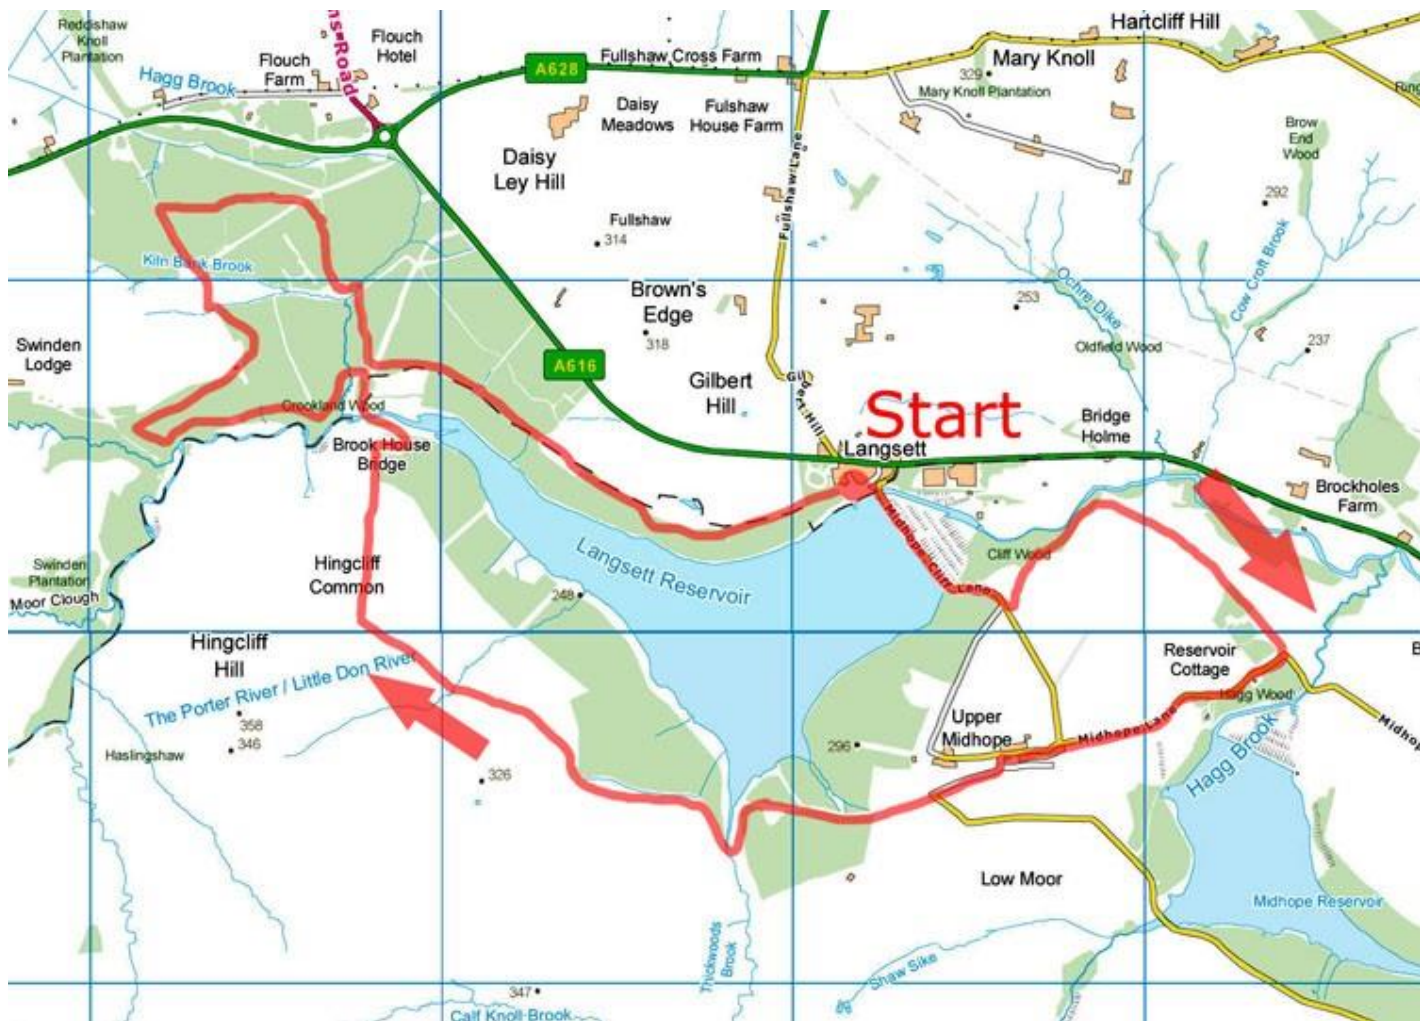 Reddishaw
Knoll
Plantation
Hagg Brook
Flouch
Farm
ns Road
Flouch
Hotel
A628
Fullshaw Cross Farm
Hartcliff Hill
Mary Knoll
329
Mary Knoll Plantation
Ring
Daisy
Meadows
Fulshaw
House Farm
Daisy
Ley Hill
Fullshaw Lane
Brow
End
Wood
292
Fullshaw
314
Kiln Bank Brook
Cow Croft Brook
Ochre Dike
Brown's
Edge
318
253
Swinden
Lodge
A616
Oldfield Wood
237
Gilbert
Hill
Gilbert Hill
Start
Crookland Wood
Bridge
Holme
Langsett
Brook House
Bridge
Brockholes
Farm
Midhope Cliff Lane
Cliff Wood
Langsett Reservoir
Swinden
Plantation
Moor Clough
Hingcliff
Common
248
Hingcliff
Hill
Reservoir
Cottage
B
The Porter River / Little Don River
Hagg Wood
358
346
Haslingshaw
Upper
Midhope
Midhope Lane
Midhope
296
326
Hagg Brook
Low Moor
Midhope Reservoir
Thickwoods
Brook
Shaw Sike
347
Calf Knoll Brook